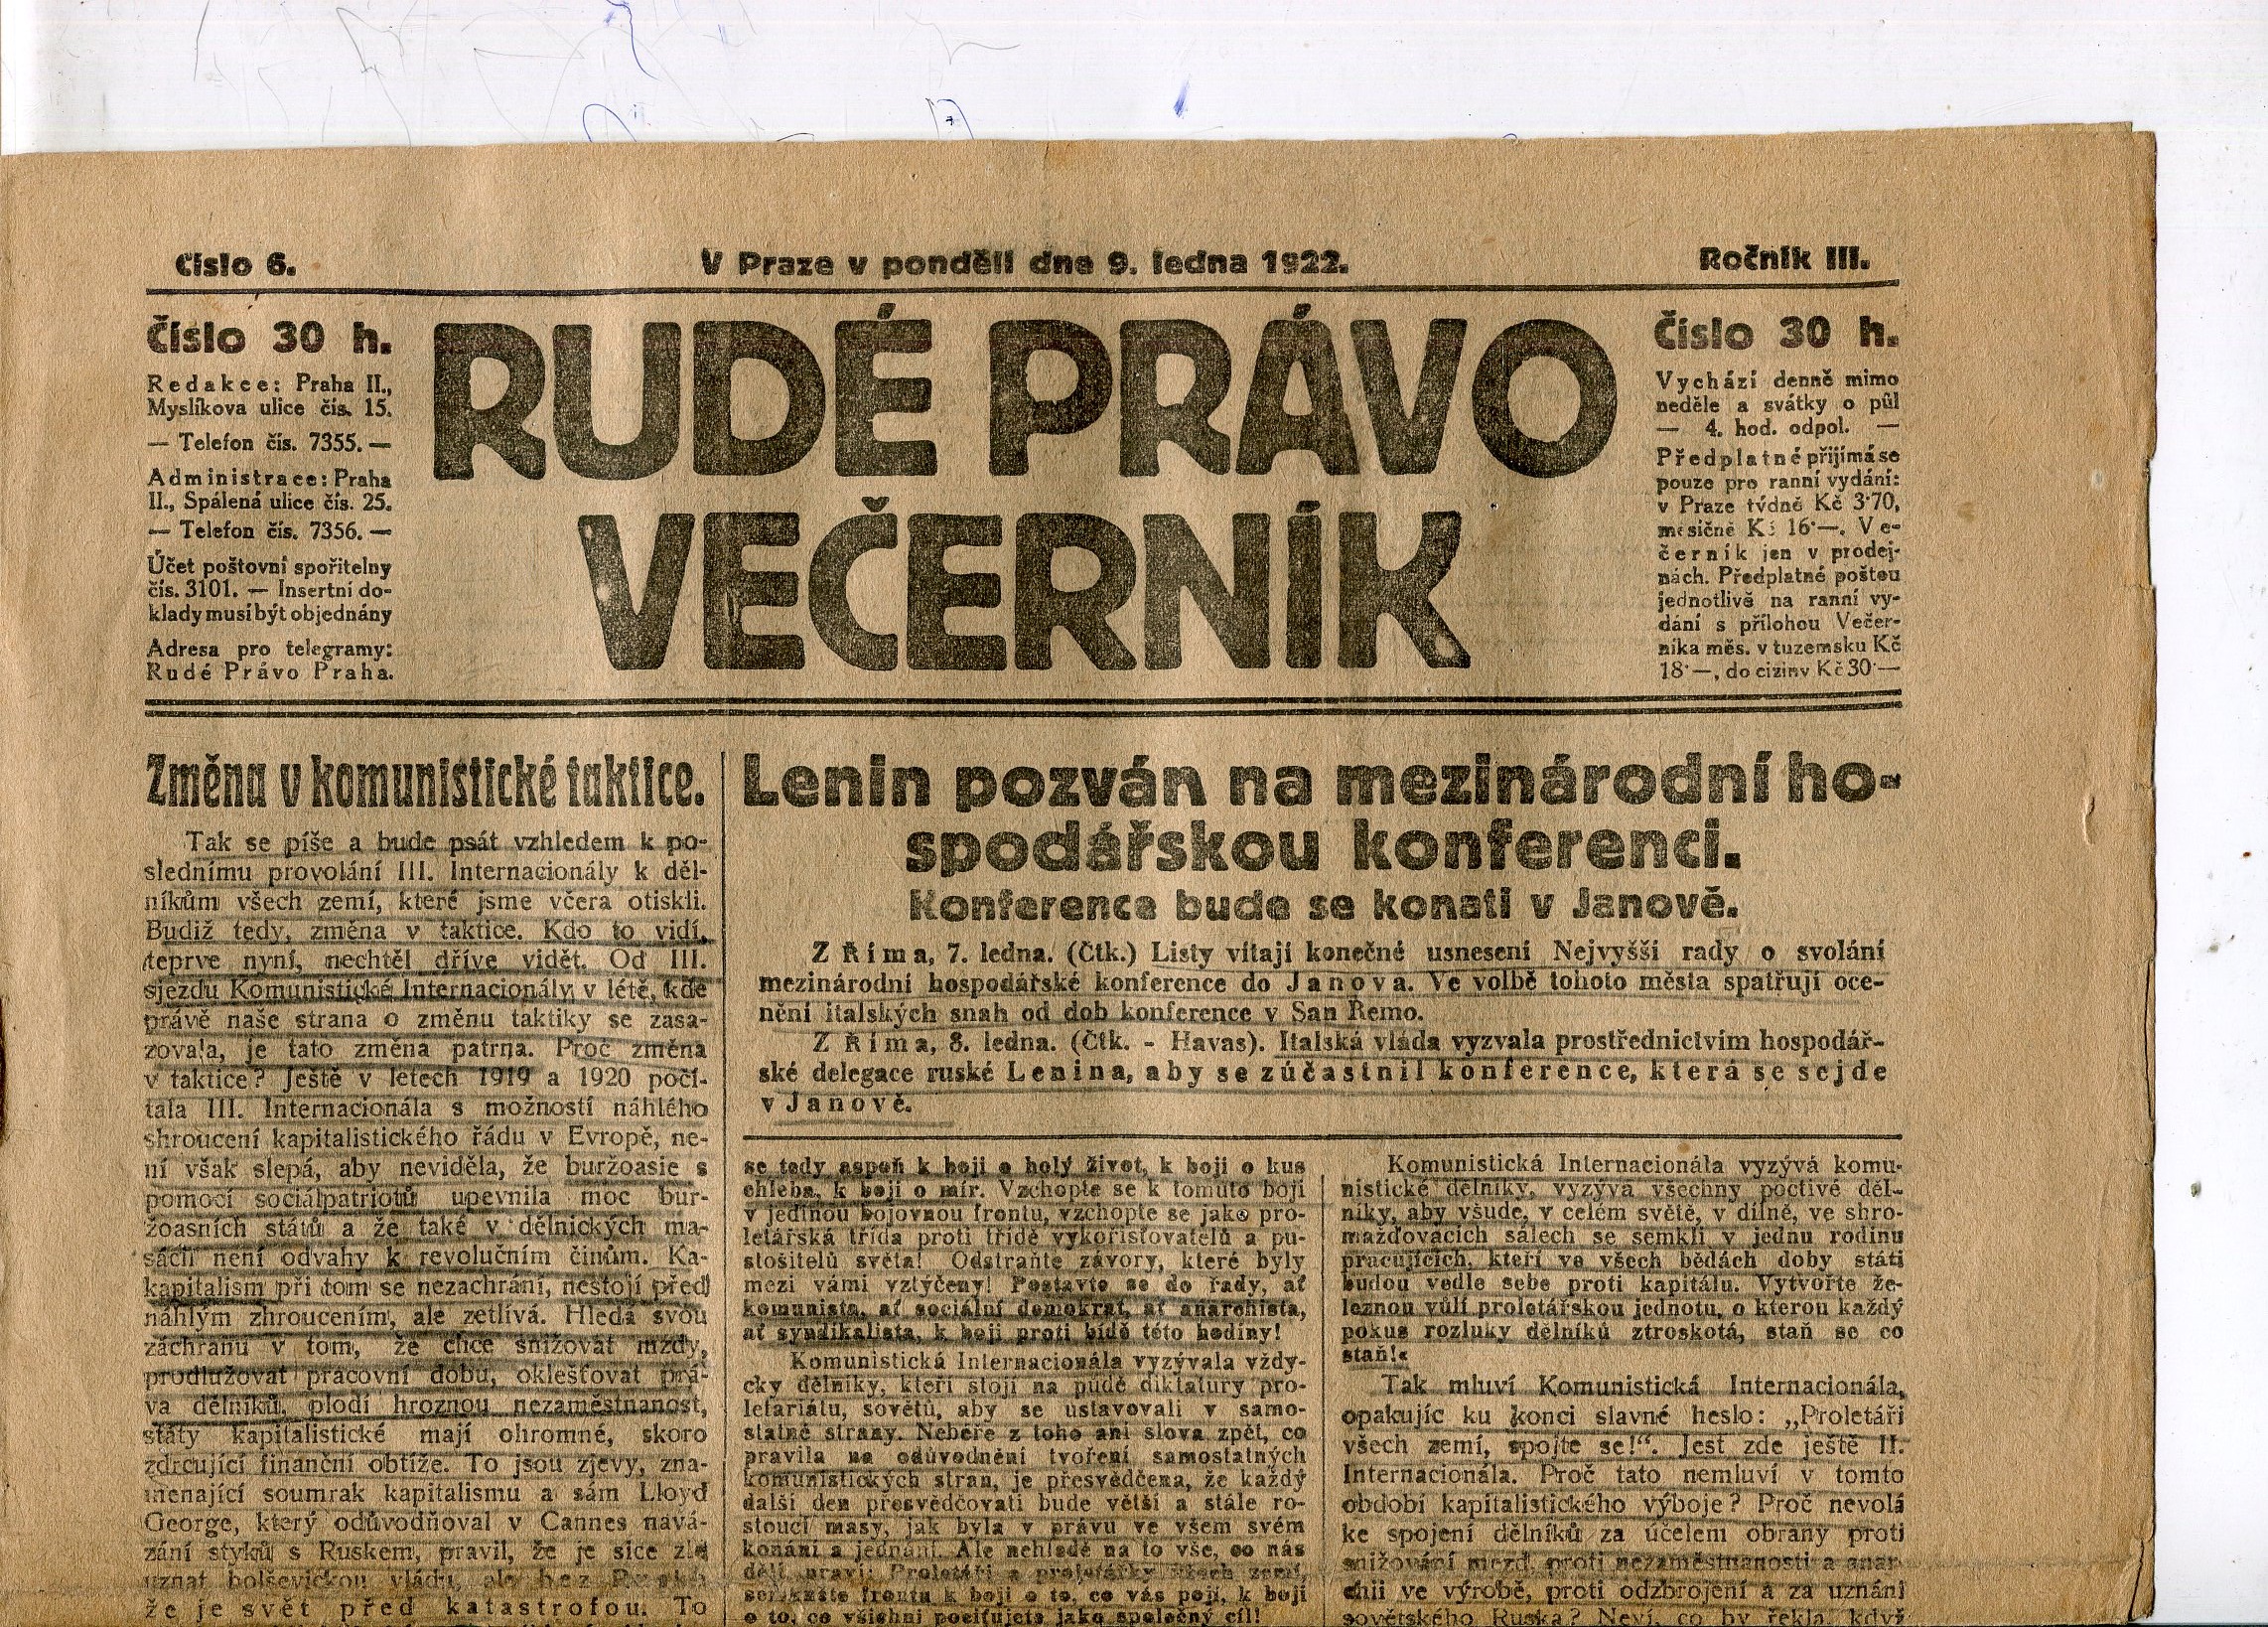 Číslo 6.
V Praze v pondělí dne 9. ledna 1922.
Ročník III.
Číslo 30 h.
Redakce: Praha II.,
Myslíkova ulice čís. 15.
— Telefon čís. 7355. —
Administrace: Praha
II., Spálená ulice čís. 25.
— Telefon čís. 7356. —
Účet poštovní spořitelny
čís. 3101. — Insertní do-
klady musí být objednány
Adresa pro telegramy:
Rudé Právo Praha.
RUDÉ PRÁVO
VEČERNÍK
Číslo 30 h.
Vychází denně mimo
neděle a svátky o půl
— 4. hod. odpol. —
Předplatné přijímá se
pouze pro ranní vydání:
v Praze týdně Kč 3·70,
měsíčně Kč 16·—. Ve-
černík jen v prodej-
nách. Předplatné poštou
jednotlivě na ranní vy-
dání s přílohou Večer-
níka měs. v tuzemsku Kč
18·—, do ciziny Kč 30·—
Změna v komunistické taktice.
Tak se píše a bude psát vzhledem k po-
slednímu provolání III. Internacionály k děl-
níkům všech zemí, které jsme včera otiskli.
Budiž tedy, změna v taktice. Kdo to vidí,
teprve nyní, nechtěl dříve vidět. Od III.
sjezdu Komunistické Internacionály v létě, kde
právě naše strana o změnu taktiky se zasa-
zovala, je tato změna patrna. Proč změna
v taktice? Ještě v letech 1919 a 1920 počí-
tala III. Internacionála s možností náhlého
shroucení kapitalistického řádu v Evropě, ne-
ní však slepá, aby neviděla, že buržoasie s
pomocí sociálpatriotů upevnila moc bur-
žoasních států a že také v dělnických ma-
sách není odvahy k revolučním činům. Ka-
kapitalism při tom se nezachrání, nestojí před
náhlým zhroucením, ale zetlívá. Hledá svou
záchranu v tom, že chce snižovat mzdy,
prodlužovat pracovní dobu, oklešťovat prá-
va dělníků, plodí hroznou nezaměstnanost,
státy kapitalistické mají ohromné, skoro
zdrcující finanční obtíže. To jsou zjevy, zna-
menající soumrak kapitalismu a sám Lloyd
George, který odůvodňoval v Cannes navá-
zání styků s Ruskem, pravil, že je sice zlé
uznat bolševickou vládu, ale bez Ruska
že je svět před katastrofou. To
Lenin pozván na mezinárodní ho-
spodářskou konferenci.
Konference bude se konati v Janově.
Z Říma, 7. ledna. (Čtk.) Listy vítají konečné usnesení Nejvyšší rady o svolání
mezinárodní hospodářské konference do Janova. Ve volbě tohoto města spatřují oce-
nění italských snah od dob konference v San Remo.
Z Říma, 8. ledna. (Čtk. - Havas). Italská vláda vyzvala prostřednictvím hospodář-
ské delegace ruské Lenina, aby se zúčastnil konference, která se sejde
v Janově.
se tedy aspoň k boji o holý život, k boji o kus
chleba, k boji o mír. Vzchopte se k tomuto boji
v jedinou bojovnou frontu, vzchopte se jako pro-
letářská třída proti třídě vykořisťovatelů a pu-
stošitelů světa! Odstraňte závory, které byly
mezi vámi vztyčeny! Postavte se do řady, ať
komunista, ať sociální demokrat, ať anarchista,
ať syndikalista, k boji proti bídě této hodiny!
Komunistická Internacionála vyzývala vždy-
cky dělníky, kteří stojí na půdě diktatury pro-
letariátu, sovětů, aby se ustavovali v samo-
statné strany. Nebéře z toho ani slova zpět, co
pravila na odůvodnění tvoření samostatných
komunistických stran, je přesvědčena, že každý
další den přesvědčovati bude větší a stále ro-
stoucí masy, jak byla v právu ve všem svém
konání a jednání. Ale nehledě na to vše, co nás
dělí, praví: Proletáři a proletářky všech zemí,
semkněte frontu k boji o to, co vás pojí, k boji
o to, co všichni pociťujete jako společný cíl!
Komunistická Internacionála vyzývá komu-
nistické dělníky, vyzývá všechny poctivé děl-
níky, aby všude, v celém světě, v dílně, ve shro-
mažďovacích sálech se semkli v jednu rodinu
pracujících, kteří ve všech bědách doby státi
budou vedle sebe proti kapitálu. Vytvořte že-
leznou vůlí proletářskou jednotu, o kterou každý
pokus rozluky dělníků ztroskotá, staň se co
staň!«
Tak mluví Komunistická Internacionála,
opakujíc ku konci slavné heslo: „Proletáři
všech zemí, spojte se!“. Jest zde ještě II.
Internacionála. Proč tato nemluví v tomto
období kapitalistického výboje? Proč nevolá
ke spojení dělníků za účelem obrany proti
snižování mezd, proti nezaměstnanosti a anar-
chii ve výrobě, proti odzbrojení a za uznání
sovětského Ruska? Neví, co by řekla, když